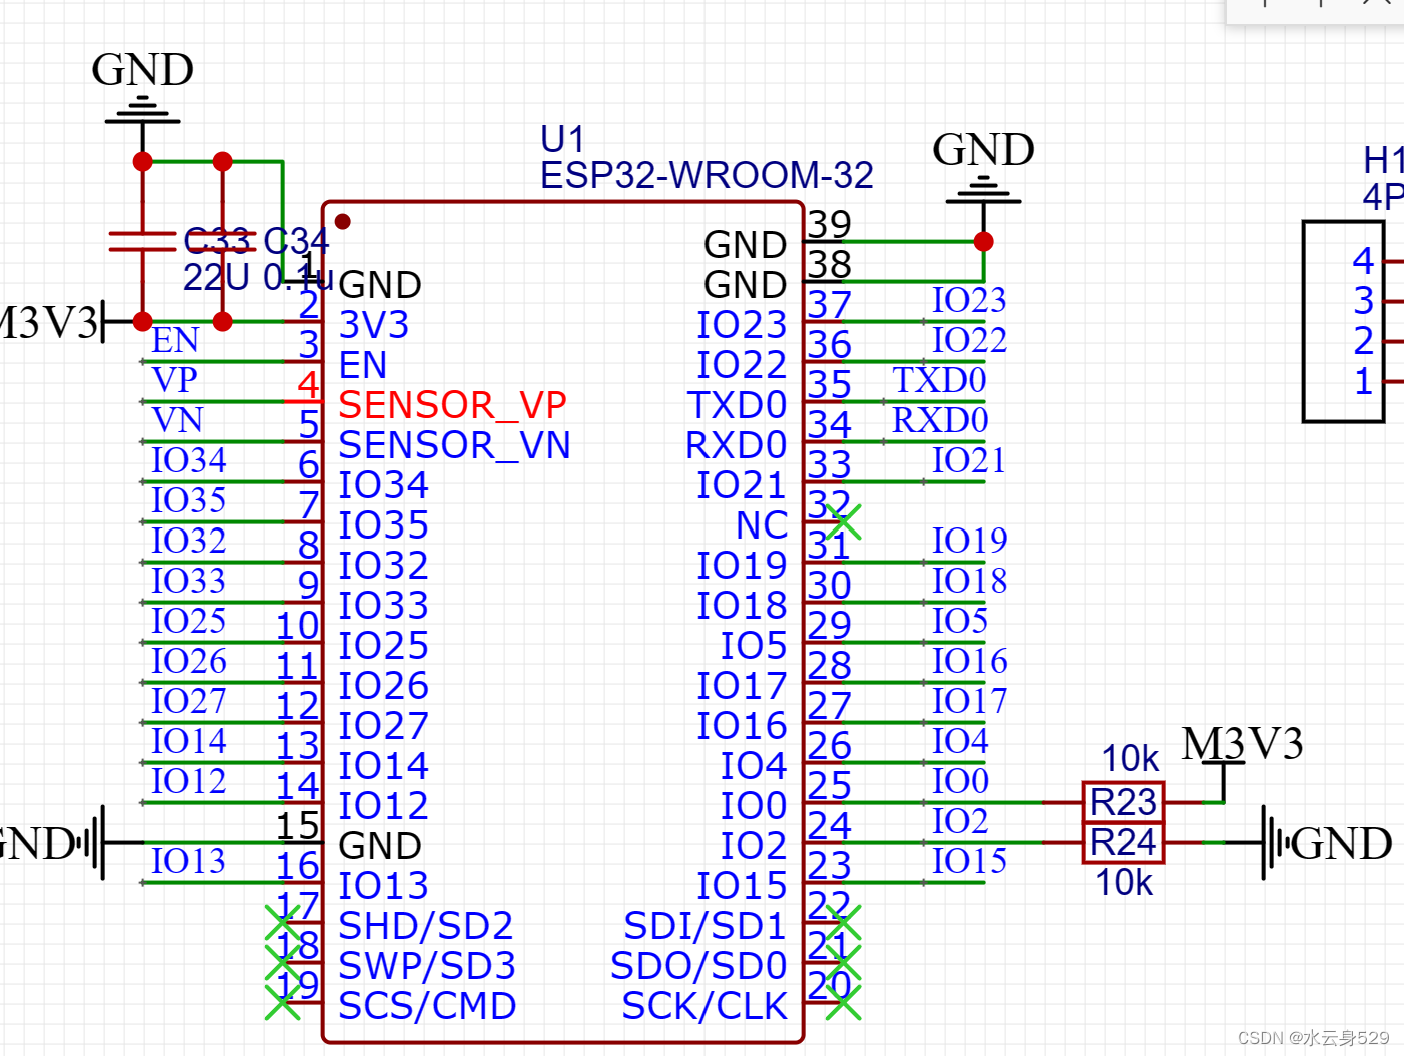 GND
U1
ESP32-WROOM-32
GND
H1
4P
C33 C34
22U 0.1u
M3V3
1 GND
2 3V3
EN 3 EN
VP 4 SENSOR_VP
VN 5 SENSOR_VN
IO34 6 IO34
IO35 7 IO35
IO32 8 IO32
IO33 9 IO33
IO25 10 IO25
IO26 11 IO26
IO27 12 IO27
IO14 13 IO14
IO12 14 IO12
GND 15 GND
IO13 16 IO13
17 SHD/SD2
18 SWP/SD3
19 SCS/CMD
GND 39
GND 38
IO23 37 IO23
IO22 36 IO22
TXD0 35 TXD0
RXD0 34 RXD0
IO21 33 IO21
NC 32
IO19 31 IO19
IO18 30 IO18
IO5 29 IO5
IO17 28 IO16
IO16 27 IO17
IO4 26 IO4
IO0 25 IO0
IO2 24 IO2
IO15 23 IO15
SDI/SD1 22
SDO/SD0 21
SCK/CLK 20
4
3
2
1
10k
M3V3
R23
R24
GND
10k
CSDN @水云身529